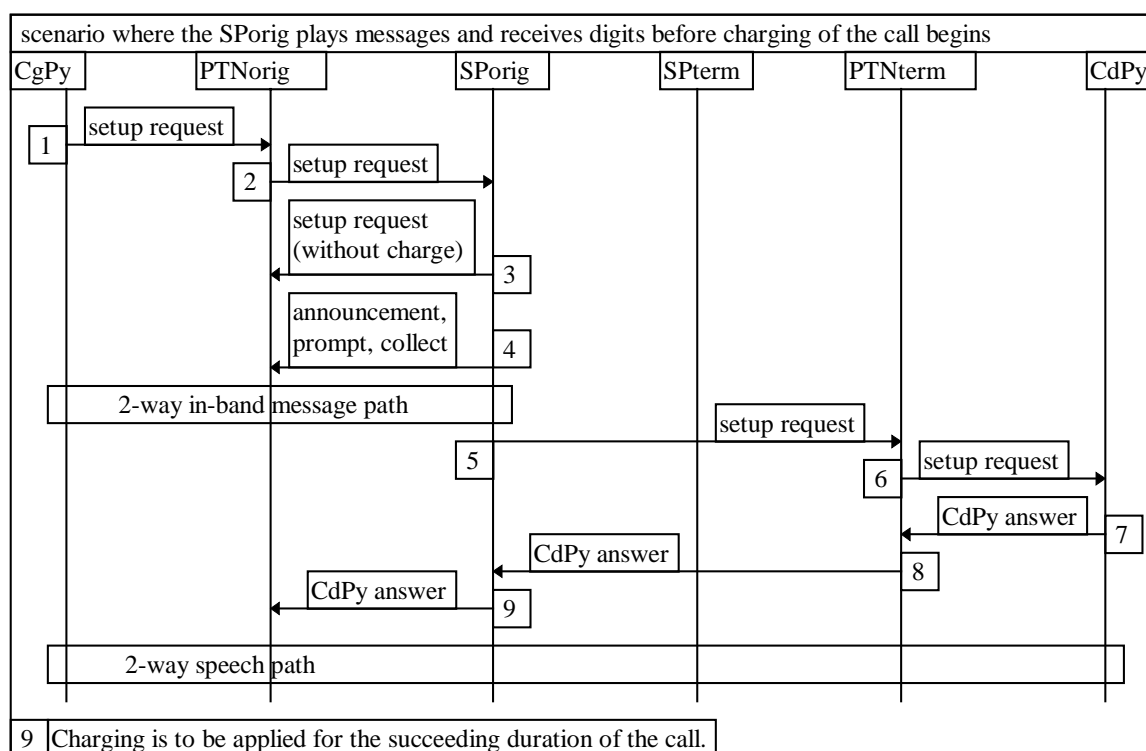 scenario where the SPorig plays messages and receives digits before charging of the call begins
CgPy PTNorig SPorig SPterm PTNterm CdPy
1 setup request
2 setup request
setup request
(without charge)
3
announcement,
prompt, collect
4
2-way in-band message path
5 setup request
6 setup request
CdPy answer 7
CdPy answer 8
CdPy answer 9
2-way speech path
9 Charging is to be applied for the succeeding duration of the call.